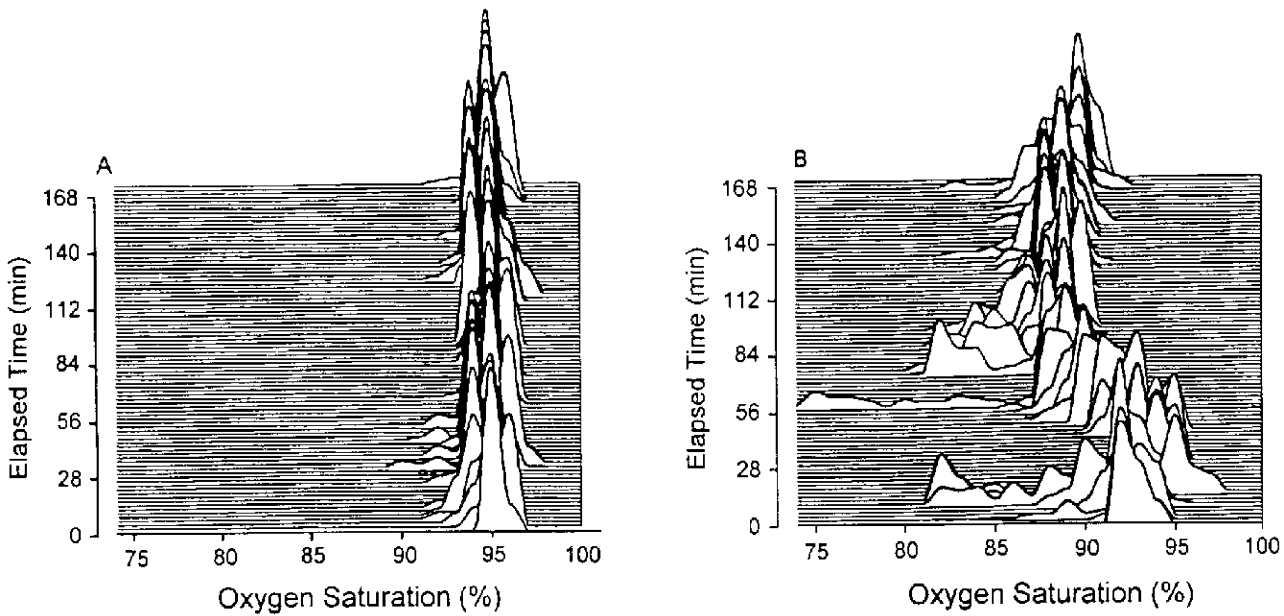 A
168
140
112
84
56
28
0
Elapsed Time (min)
75 80 85 90 95 100
Oxygen Saturation (%)
B
168
140
112
84
56
28
0
Elapsed Time (min)
75 80 85 90 95 100
Oxygen Saturation (%)